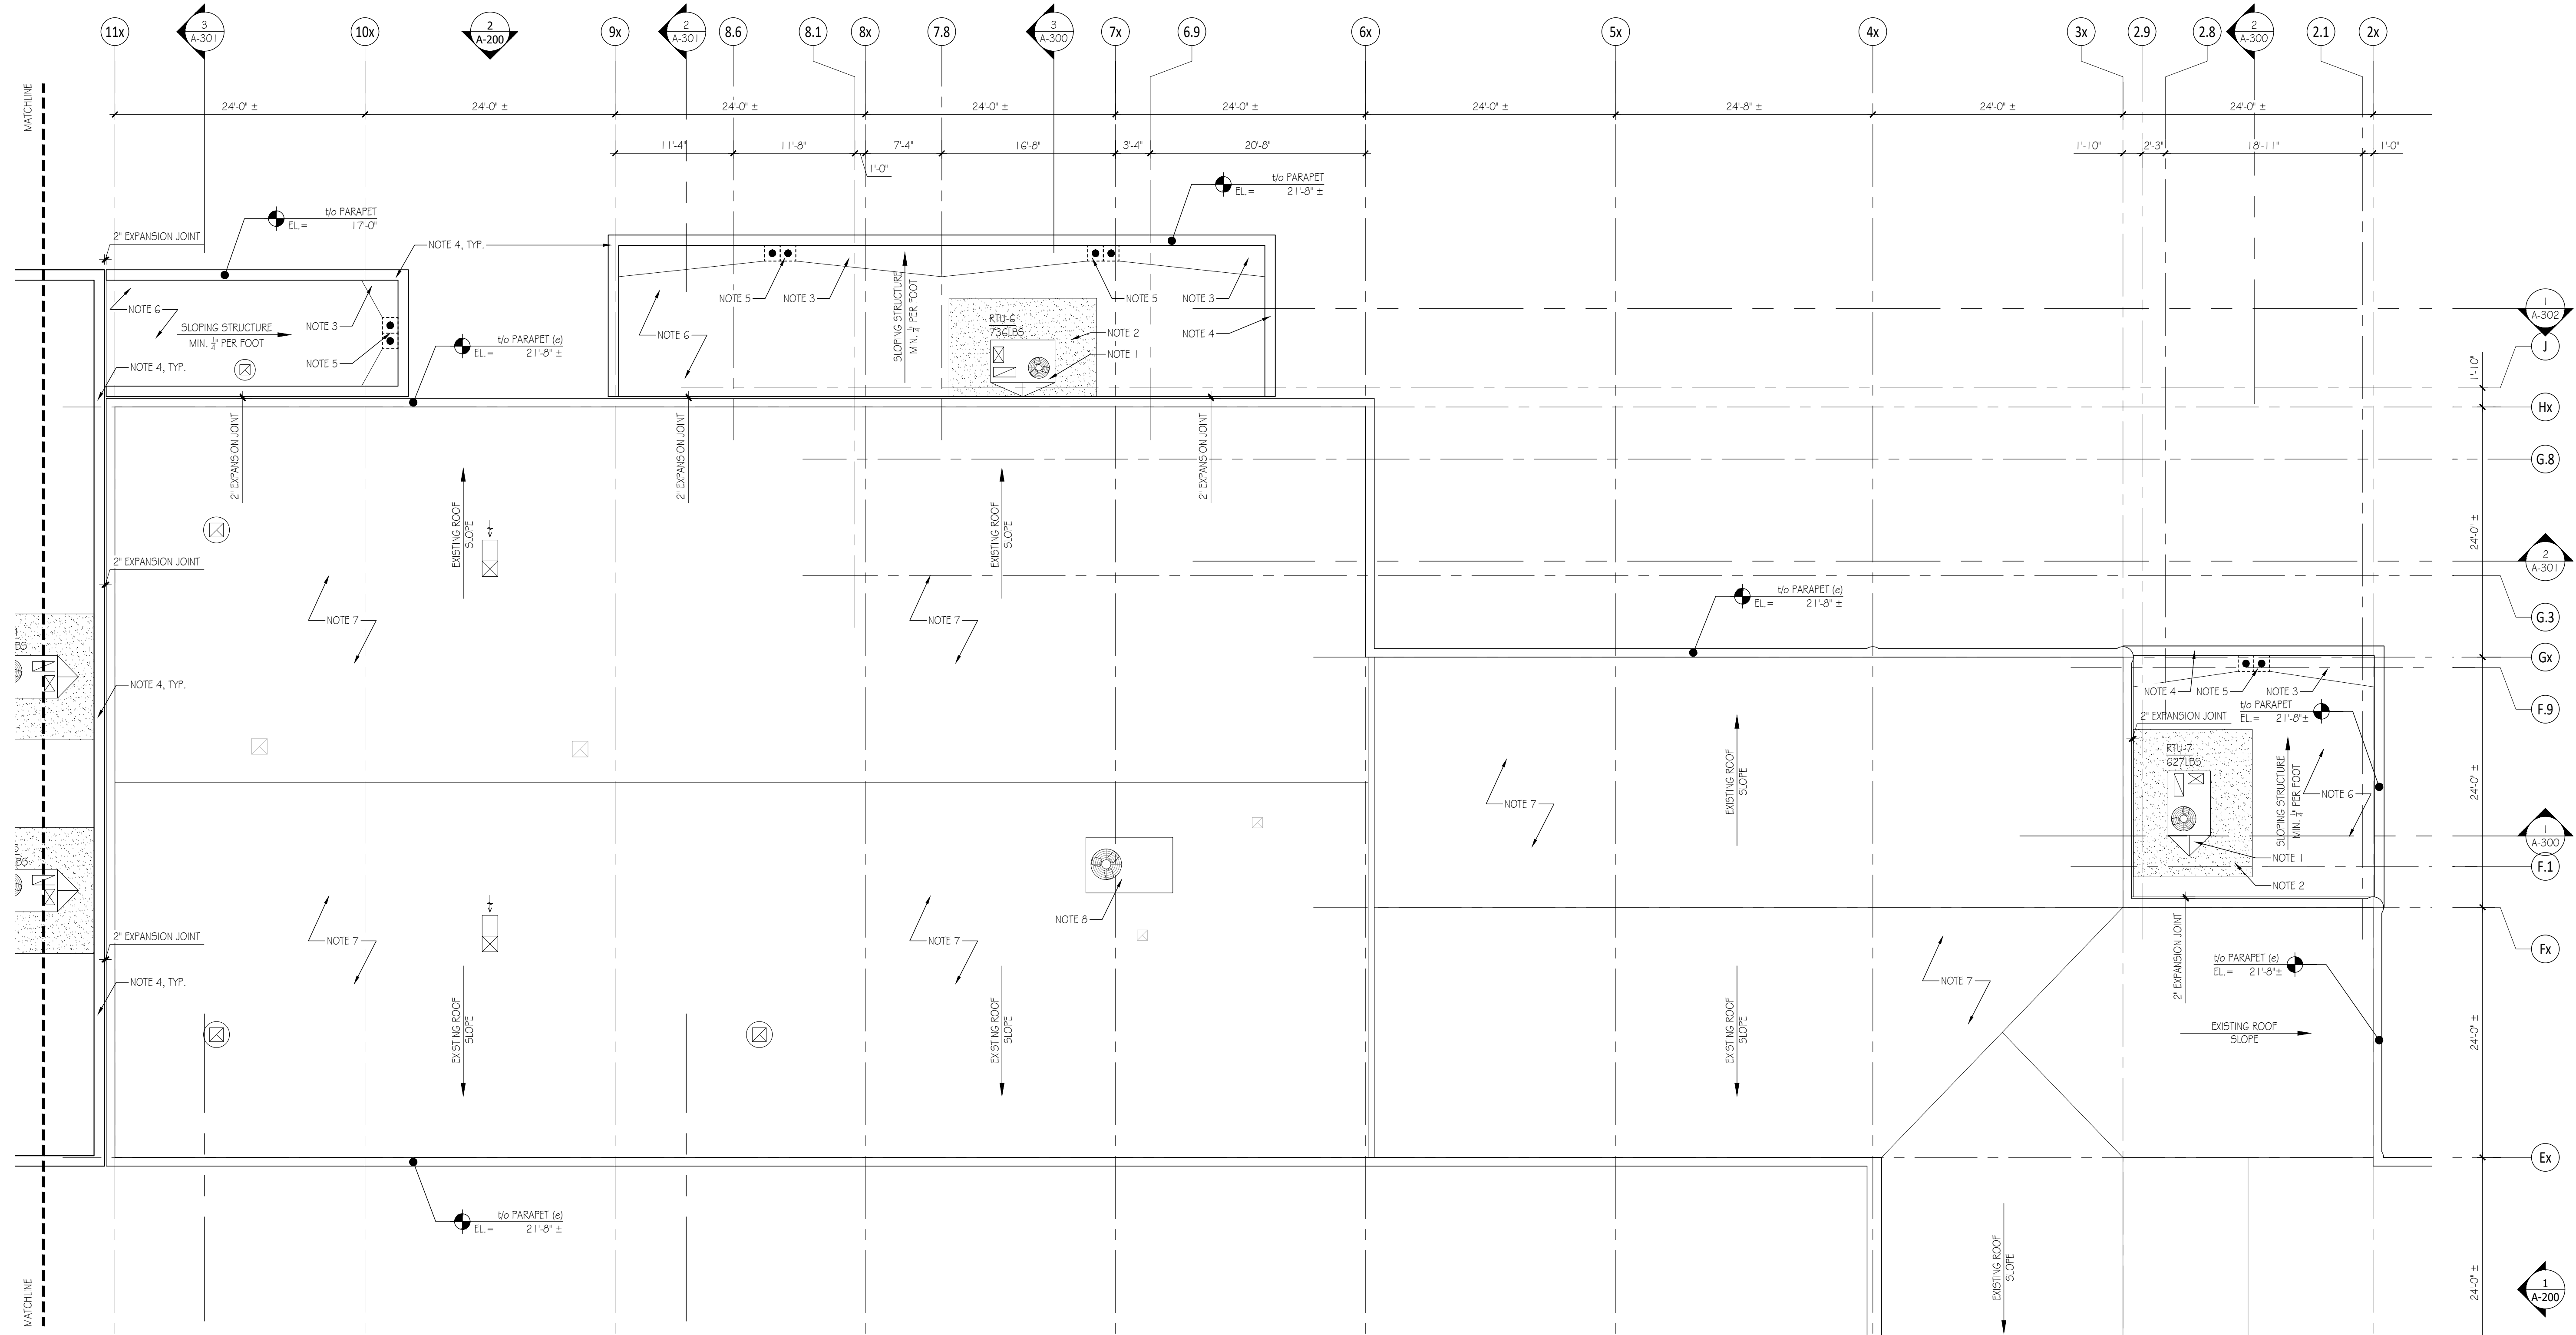 11x
3
A-301
10x
2
A-200
9x
2
A-301
8.6
8.1
8x
7.8
3
A-300
7x
6.9
6x
5x
4x
3x
2.9
2.8
2
A-300
2.1
2x
MATCHLINE
24'-0" ±
24'-0" ±
24'-0" ±
24'-0" ±
24'-0" ±
24'-0" ±
24'-8" ±
24'-0" ±
24'-0" ±
11'-4"
11'-8"
1'-0"
7'-4"
16'-8"
3'-4"
20'-8"
1'-10"
2'-3"
18'-11"
1'-0"
t/o PARAPET
EL.= 17'-0"
2" EXPANSION JOINT
NOTE 4, TYP.
t/o PARAPET
EL.= 21'-8" ±
NOTE 6
SLOPING STRUCTURE
MIN. 1/4" PER FOOT
NOTE 3
NOTE 5
NOTE 4, TYP.
t/o PARAPET (e)
EL.= 21'-8" ±
NOTE 5
NOTE 3
NOTE 6
SLOPING STRUCTURE
MIN. 1/4" PER FOOT
RTU-6
736LBS
NOTE 5
NOTE 3
NOTE 2
NOTE 4
NOTE 1
1
A-302
J
1'-10"
Hx
G.8
24'-0" ±
2
A-301
G.3
Gx
2" EXPANSION JOINT
2" EXPANSION JOINT
2" EXPANSION JOINT
EXISTING ROOF
SLOPE
EXISTING ROOF
SLOPE
2" EXPANSION JOINT
NOTE 7
NOTE 7
t/o PARAPET (e)
EL.= 21'-8" ±
BS
NOTE 4, TYP.
NOTE 4
NOTE 5
NOTE 3
t/o PARAPET
EL.= 21'-8"±
2" EXPANSION JOINT
F.9
RTU-7
627LBS
SLOPING STRUCTURE
MIN. 1/4" PER FOOT
NOTE 6
24'-0" ±
EXISTING ROOF
SLOPE
NOTE 7
NOTE 1
NOTE 2
1
A-300
F.1
5
BS
NOTE 8
2" EXPANSION JOINT
NOTE 7
NOTE 7
NOTE 4, TYP.
EXISTING ROOF
SLOPE
EXISTING ROOF
SLOPE
EXISTING ROOF
SLOPE
NOTE 7
2" EXPANSION JOINT
t/o PARAPET (e)
EL.= 21'-8"±
Fx
EXISTING ROOF
SLOPE
24'-0" ±
Ex
t/o PARAPET (e)
EL.= 21'-8" ±
EXISTING ROOF
SLOPE
24'-0" ±
1
A-200
MATCHLINE